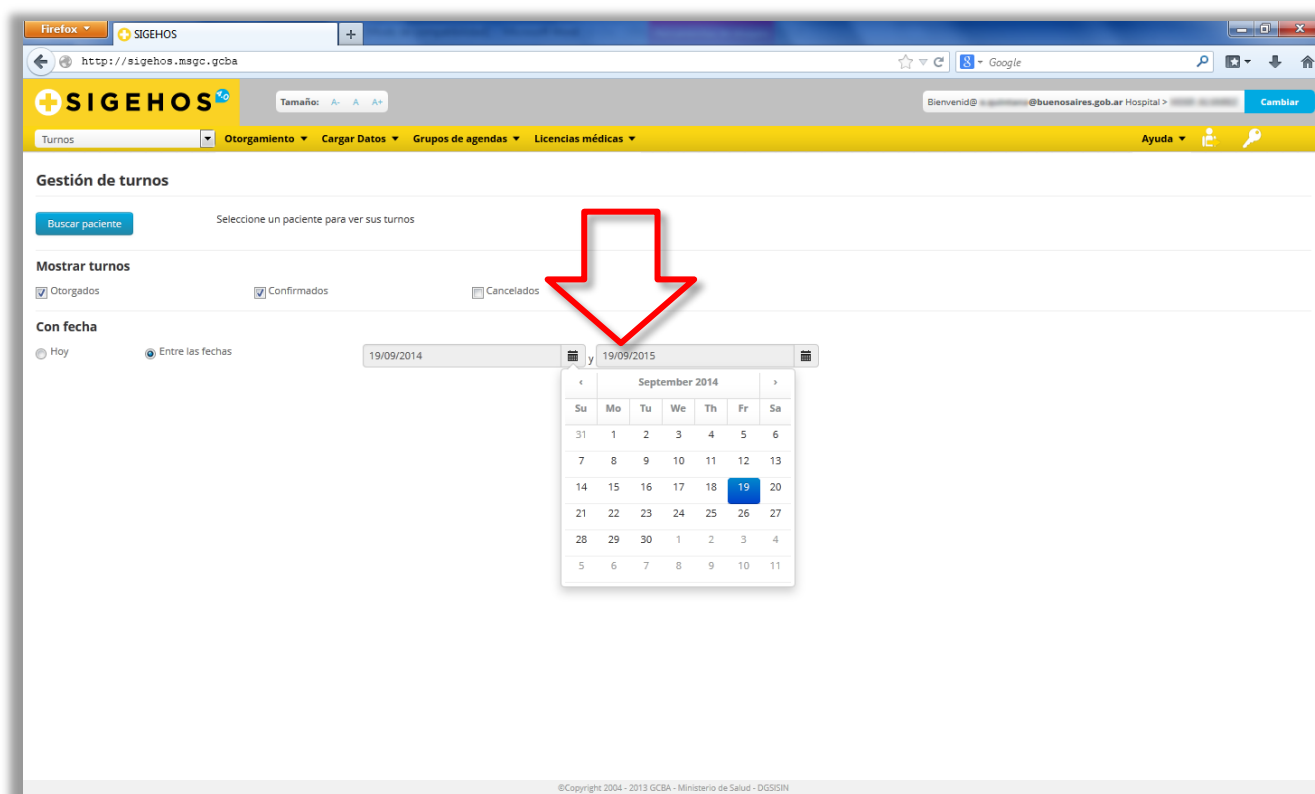 Firefox
SIGEHOS
+
http://sigehos.msgc.gcba
Google
SIGEHOS
Tamaño: A- A A+
Bienvenid@ @buenosaires.gob.ar Hospital >
Cambiar
Turnos
Otorgamiento Cargar Datos Grupos de agendas Licencias médicas
Ayuda
Gestión de turnos
Buscar paciente
Seleccione un paciente para ver sus turnos
Mostrar turnos
Otorgados Confirmados Cancelados
Con fecha
Hoy Entre las fechas 19/09/2014 y 19/09/2015
‹ September 2014 ›
Su Mo Tu We Th Fr Sa
31 1 2 3 4 5 6
7 8 9 10 11 12 13
14 15 16 17 18 19 20
21 22 23 24 25 26 27
28 29 30 1 2 3 4
5 6 7 8 9 10 11
©Copyright 2004 - 2013 GCBA - Ministerio de Salud - DGSISIN